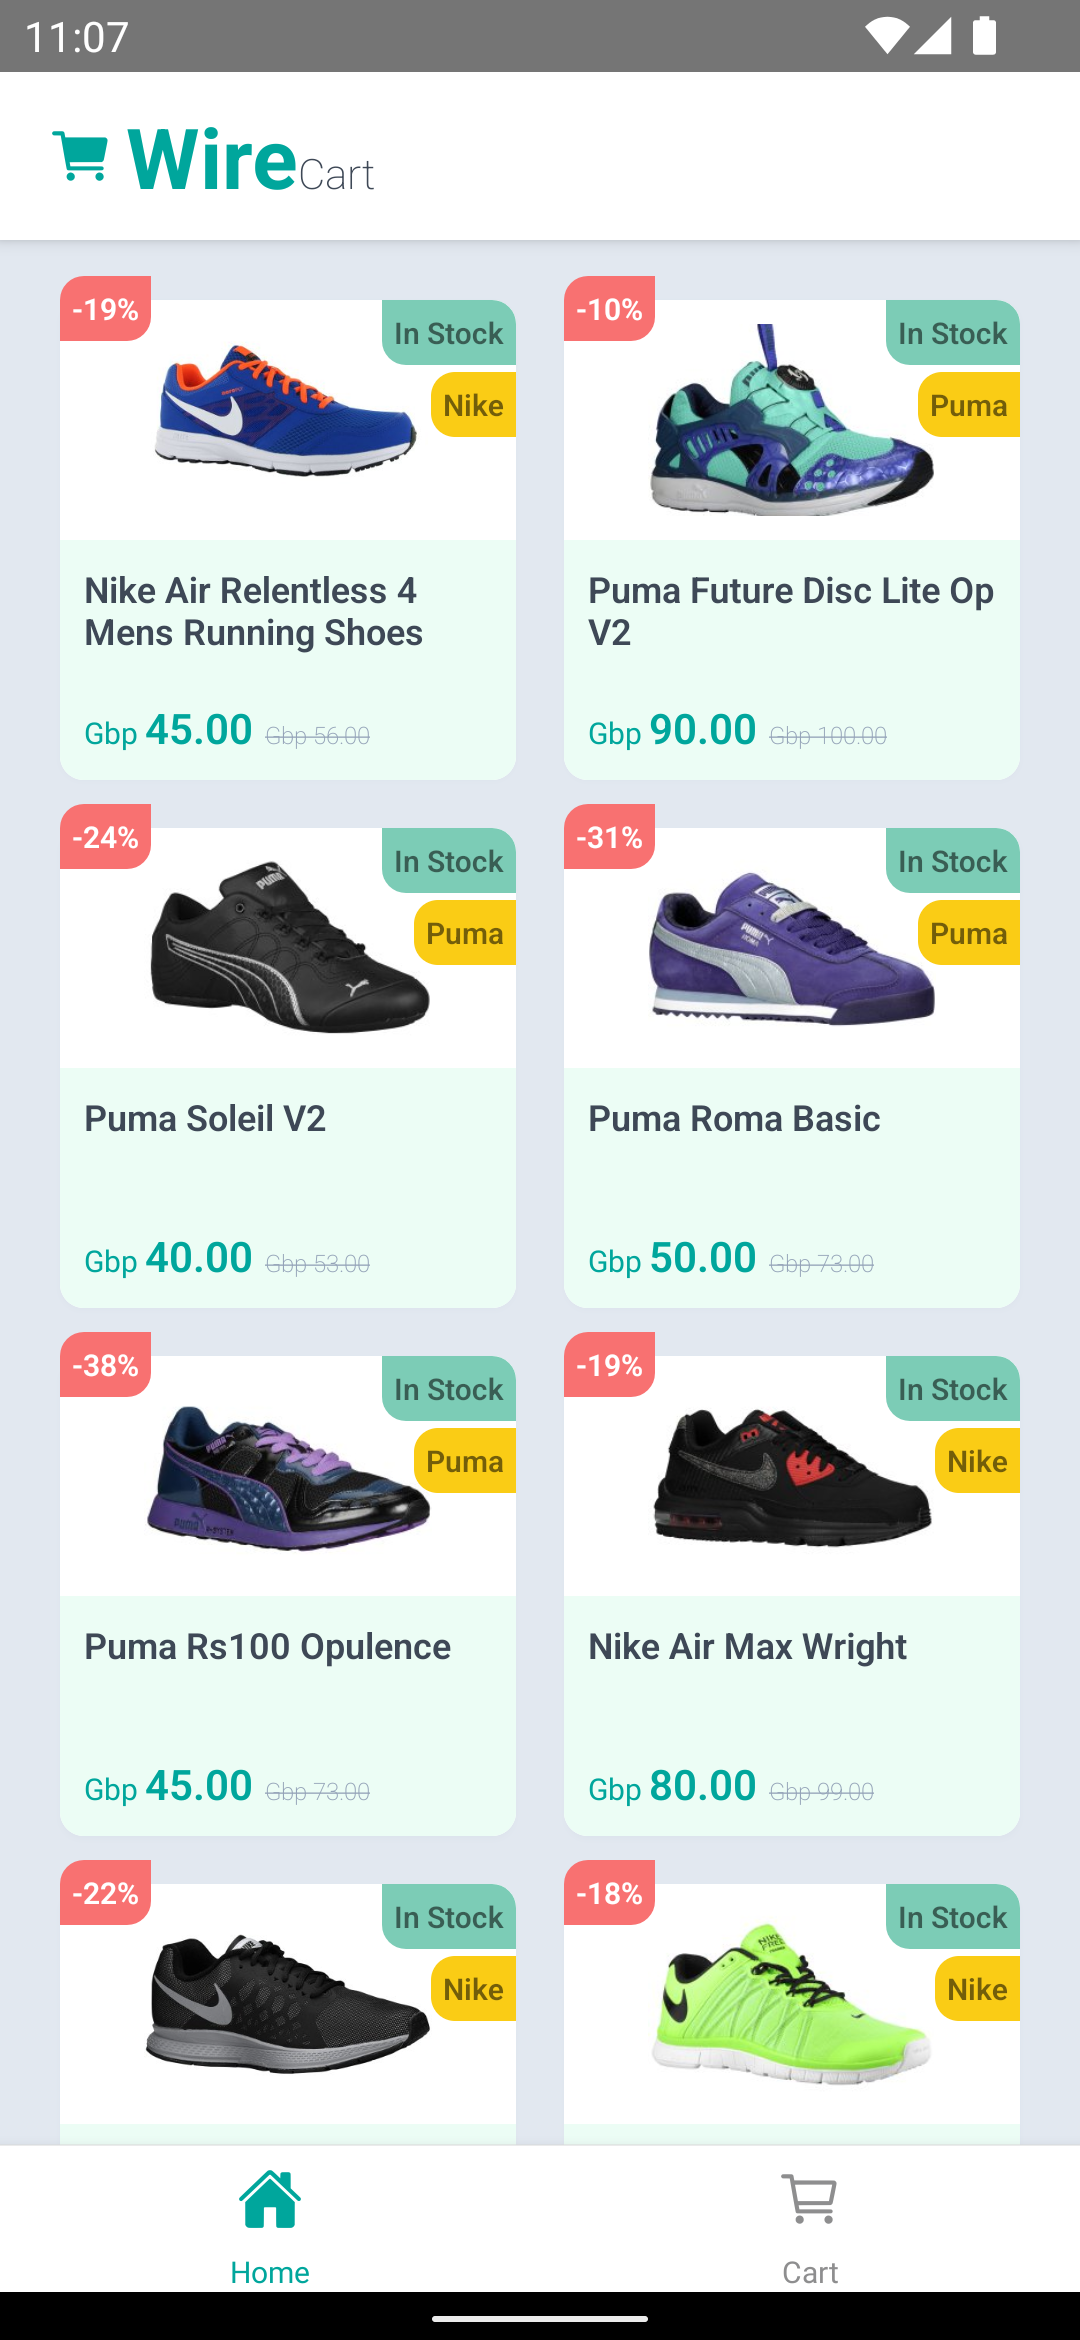 11:07
WireCart
-19%
In Stock
Nike
Nike Air Relentless 4
Mens Running Shoes
Gbp 45.00 Gbp 56.00
-10%
In Stock
Puma
Puma Future Disc Lite Op
V2
Gbp 90.00 Gbp 100.00
-24%
In Stock
Puma
Puma Soleil V2
Gbp 40.00 Gbp 53.00
-31%
In Stock
Puma
Puma Roma Basic
Gbp 50.00 Gbp 73.00
-38%
In Stock
Puma
Puma Rs100 Opulence
Gbp 45.00 Gbp 73.00
-19%
In Stock
Nike
Nike Air Max Wright
Gbp 80.00 Gbp 99.00
-22%
In Stock
Nike
-18%
In Stock
Nike
Home
Cart